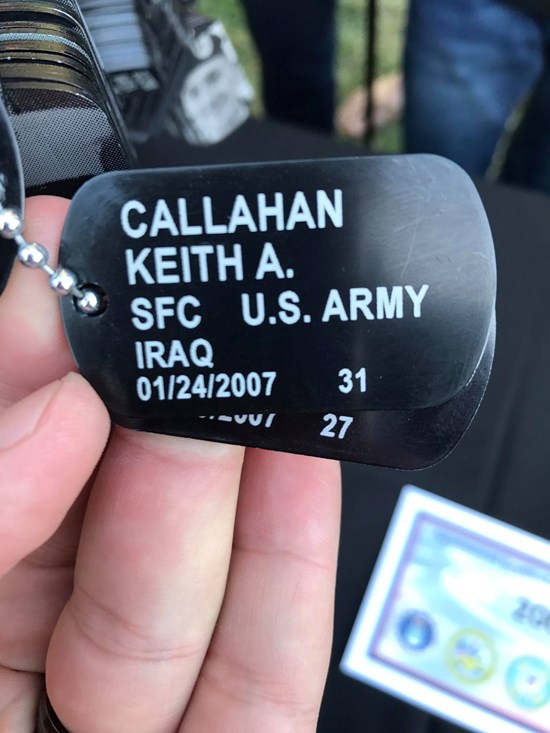 CALLAHAN
KEITH A.
SFC U.S. ARMY
IRAQ
01/24/2007 31
27